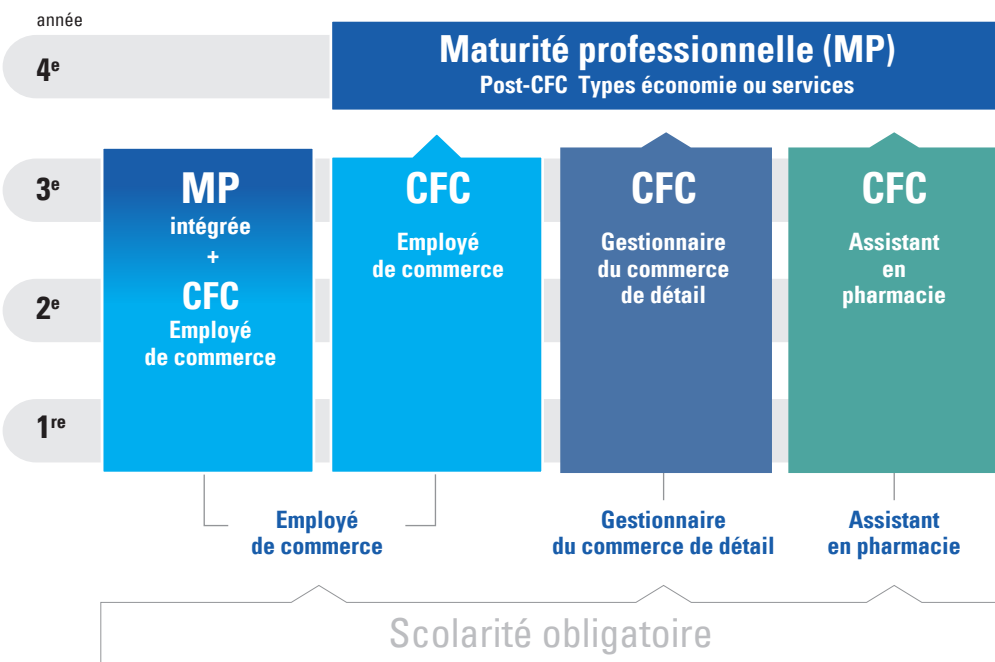 année
4e
Maturité professionnelle (MP)
Post-CFC Types économie ou services
3e
MP
intégrée
+
CFC
Employé
de commerce
CFC
Employé
de commerce
CFC
Gestionnaire
du commerce
de détail
CFC
Assistant
en
pharmacie
2e
1re
Employé
de commerce
Gestionnaire
du commerce de détail
Assistant
en pharmacie
Scolarité obligatoire